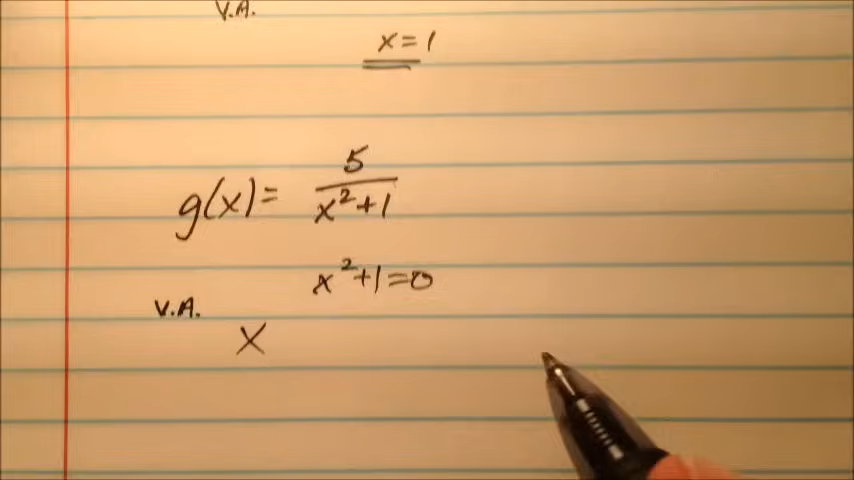 V.A.
x = 1
g(x) = 5 / (x² + 1)
x² + 1 = 0
V.A.
X